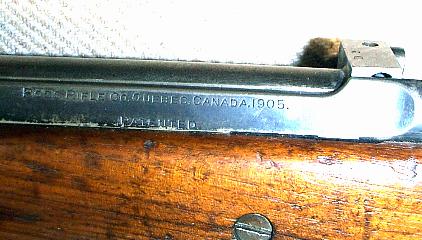 ROSS RIFLE CO. QUEBEC, CANADA, 1905.
PATENTED